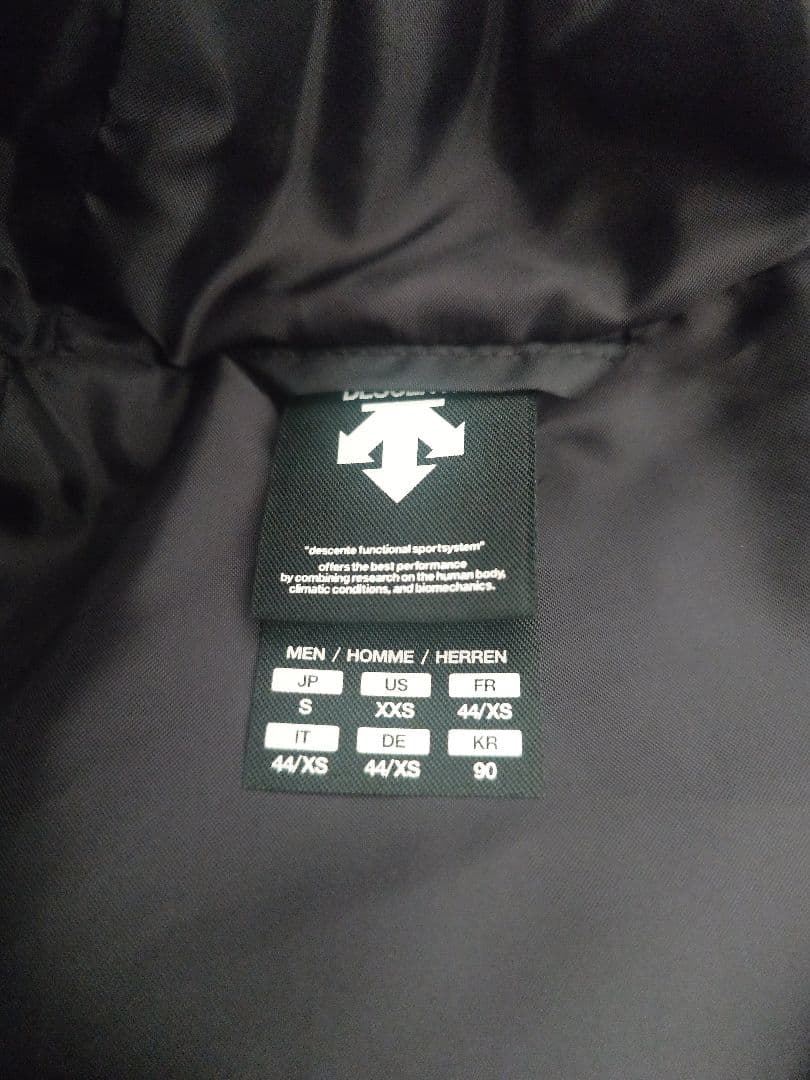 "descente functional sportsystem"
offers the best performance
by combining research on the human body,
climatic conditions, and biomechanics.
MEN / HOMME / HERREN
JP US FR
S XXS 44/XS
IT DE KR
44/XS 44/XS 90